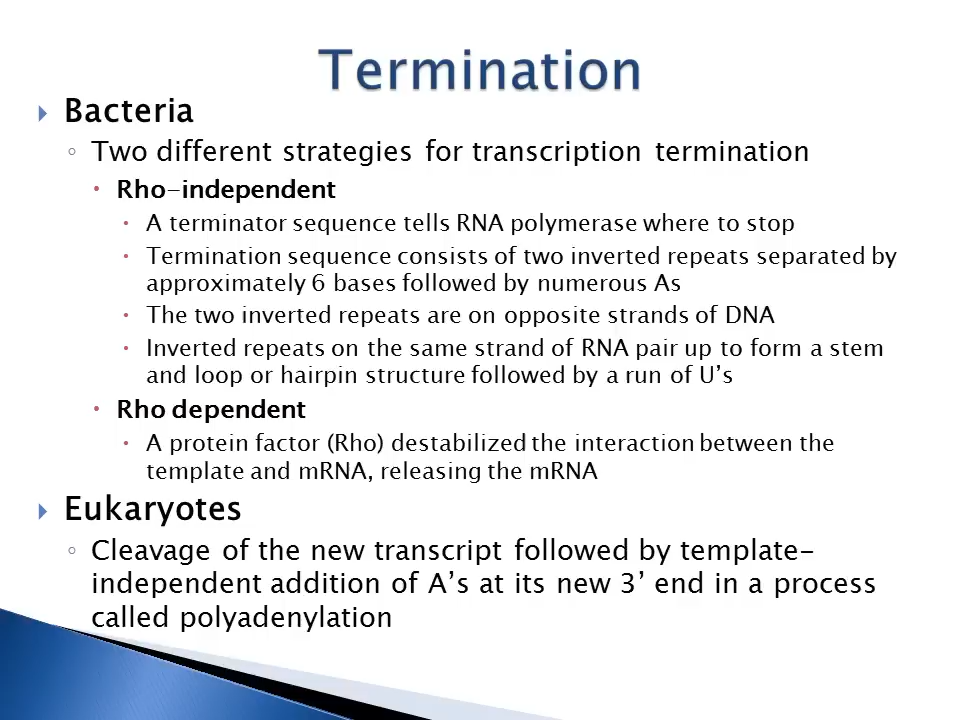 Termination
Bacteria
Two different strategies for transcription termination
Rho-independent
A terminator sequence tells RNA polymerase where to stop
Termination sequence consists of two inverted repeats separated by
approximately 6 bases followed by numerous As
The two inverted repeats are on opposite strands of DNA
Inverted repeats on the same strand of RNA pair up to form a stem
and loop or hairpin structure followed by a run of U’s
Rho dependent
A protein factor (Rho) destabilized the interaction between the
template and mRNA, releasing the mRNA
Eukaryotes
Cleavage of the new transcript followed by template-
independent addition of A’s at its new 3’ end in a process
called polyadenylation